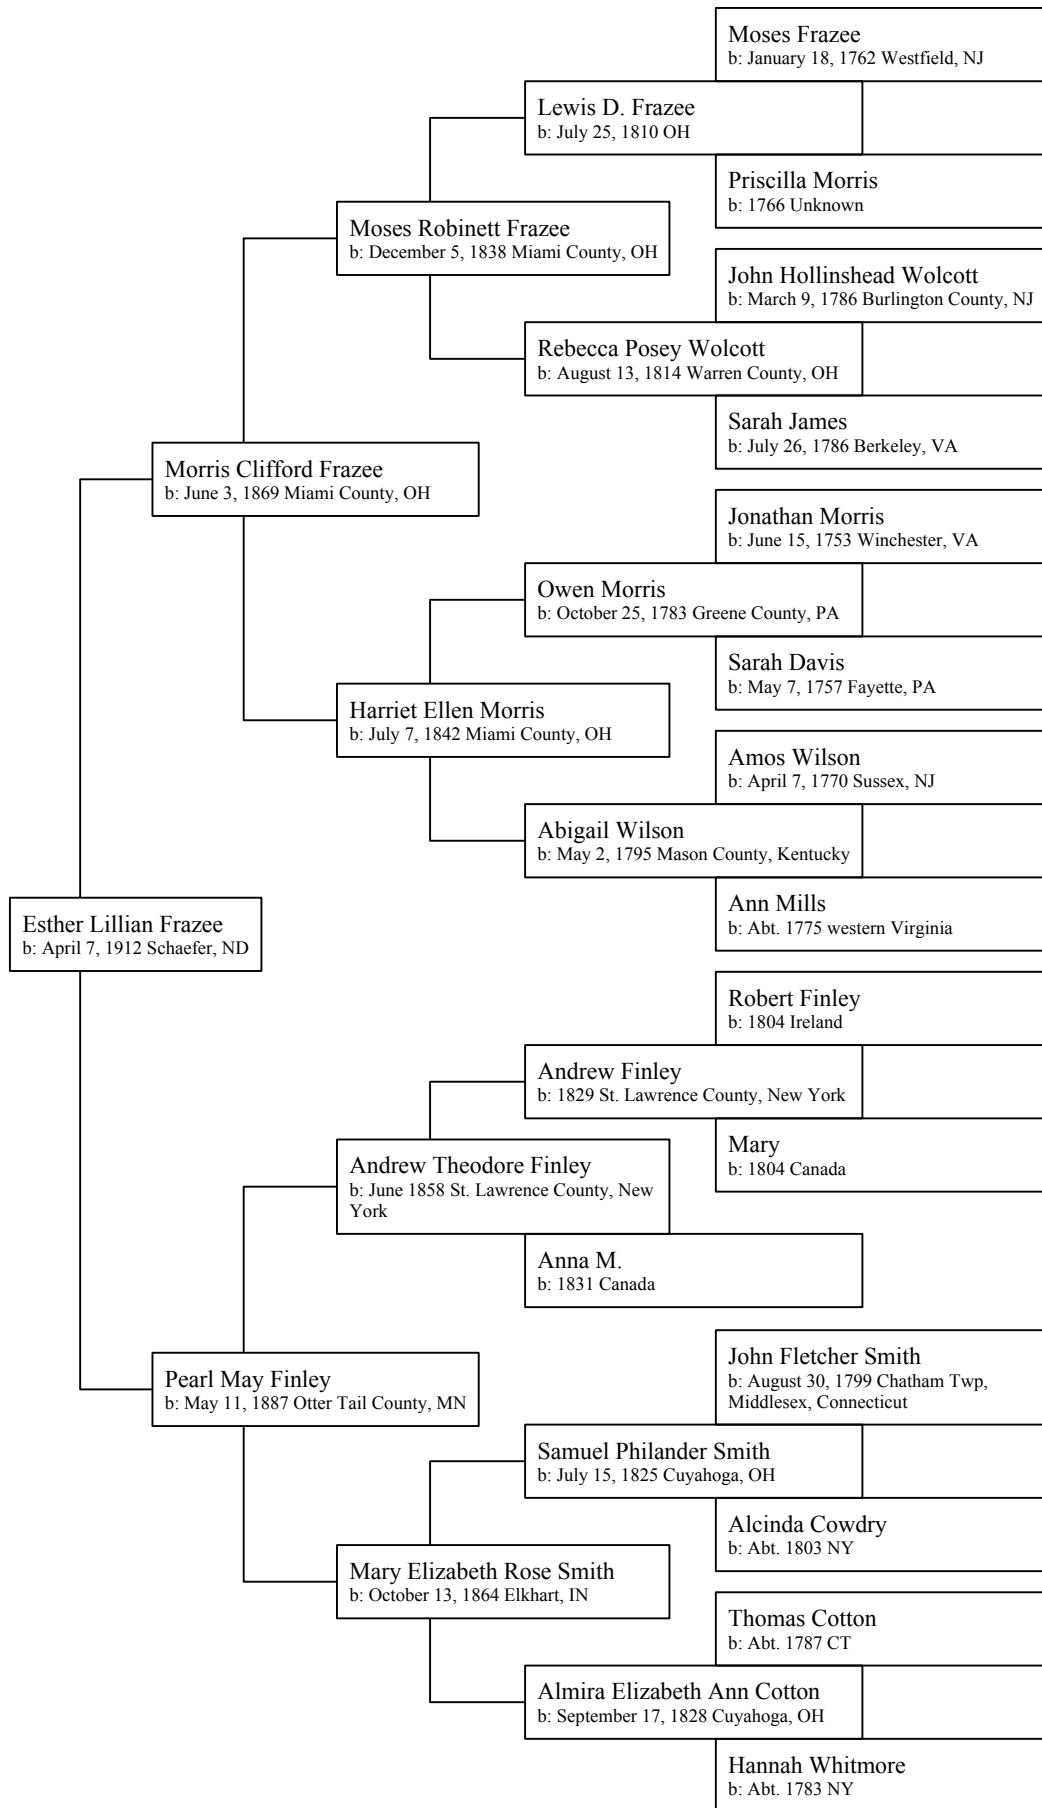 Moses Frazee
b: January 18, 1762 Westfield, NJ
Lewis D. Frazee
b: July 25, 1810 OH
Priscilla Morris
b: 1766 Unknown
Moses Robinett Frazee
b: December 5, 1838 Miami County, OH
John Hollinshead Wolcott
b: March 9, 1786 Burlington County, NJ
Rebecca Posey Wolcott
b: August 13, 1814 Warren County, OH
Sarah James
b: July 26, 1786 Berkeley, VA
Morris Clifford Frazee
b: June 3, 1869 Miami County, OH
Jonathan Morris
b: June 15, 1753 Winchester, VA
Owen Morris
b: October 25, 1783 Greene County, PA
Sarah Davis
b: May 7, 1757 Fayette, PA
Harriet Ellen Morris
b: July 7, 1842 Miami County, OH
Amos Wilson
b: April 7, 1770 Sussex, NJ
Abigail Wilson
b: May 2, 1795 Mason County, Kentucky
Ann Mills
b: Abt. 1775 western Virginia
Esther Lillian Frazee
b: April 7, 1912 Schaefer, ND
Robert Finley
b: 1804 Ireland
Andrew Finley
b: 1829 St. Lawrence County, New York
Mary
b: 1804 Canada
Andrew Theodore Finley
b: June 1858 St. Lawrence County, New
York
Anna M.
b: 1831 Canada
Pearl May Finley
b: May 11, 1887 Otter Tail County, MN
John Fletcher Smith
b: August 30, 1799 Chatham Twp,
Middlesex, Connecticut
Samuel Philander Smith
b: July 15, 1825 Cuyahoga, OH
Alcinda Cowdry
b: Abt. 1803 NY
Mary Elizabeth Rose Smith
b: October 13, 1864 Elkhart, IN
Thomas Cotton
b: Abt. 1787 CT
Almira Elizabeth Ann Cotton
b: September 17, 1828 Cuyahoga, OH
Hannah Whitmore
b: Abt. 1783 NY